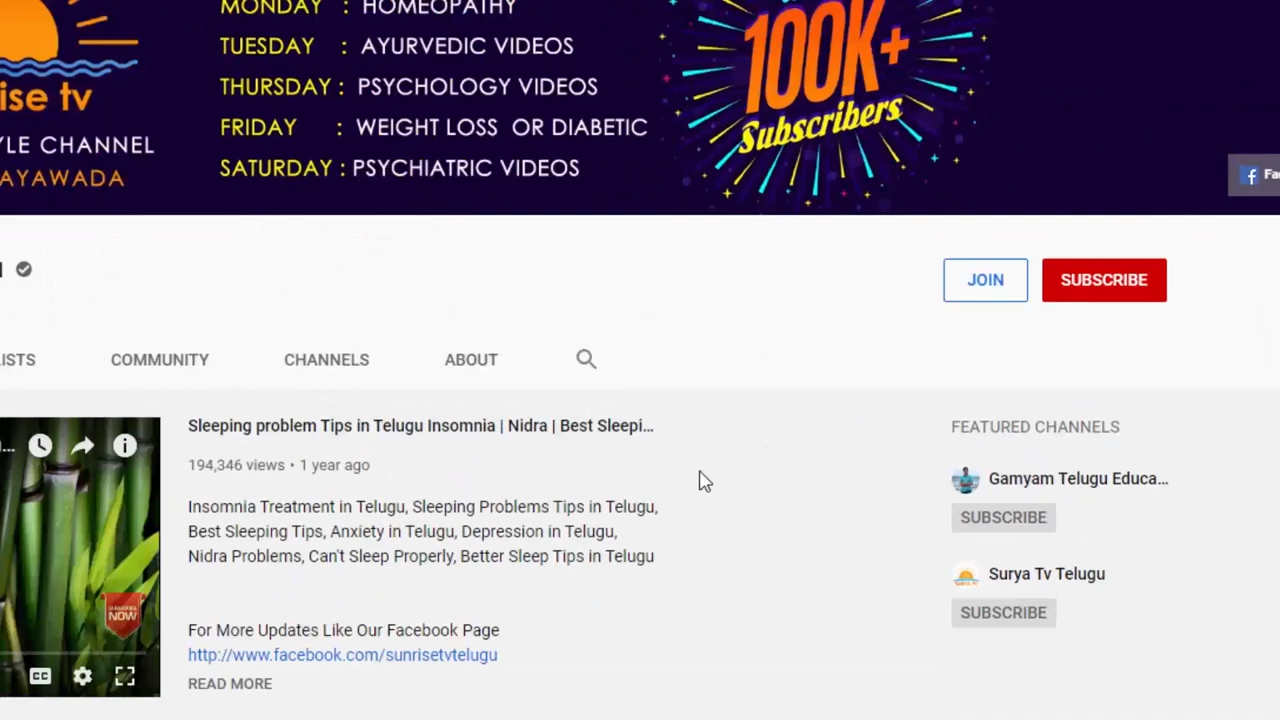 MONDAY : HOMEOPATHY
TUESDAY : AYURVEDIC VIDEOS
THURSDAY : PSYCHOLOGY VIDEOS
FRIDAY : WEIGHT LOSS OR DIABETIC
SATURDAY : PSYCHIATRIC VIDEOS
ise tv
YLE CHANNEL
AYAWADA
100K+
Subscribers
Fa
JOIN
SUBSCRIBE
ISTS
COMMUNITY
CHANNELS
ABOUT
Sleeping problem Tips in Telugu Insomnia | Nidra | Best Sleepi...
194,346 views • 1 year ago
Insomnia Treatment in Telugu, Sleeping Problems Tips in Telugu,
Best Sleeping Tips, Anxiety in Telugu, Depression in Telugu,
Nidra Problems, Can't Sleep Properly, Better Sleep Tips in Telugu
For More Updates Like Our Facebook Page
http://www.facebook.com/sunrisetvtelugu
READ MORE
NOW
CC
FEATURED CHANNELS
Gamyam Telugu Educa...
SUBSCRIBE
Surya Tv Telugu
SUBSCRIBE